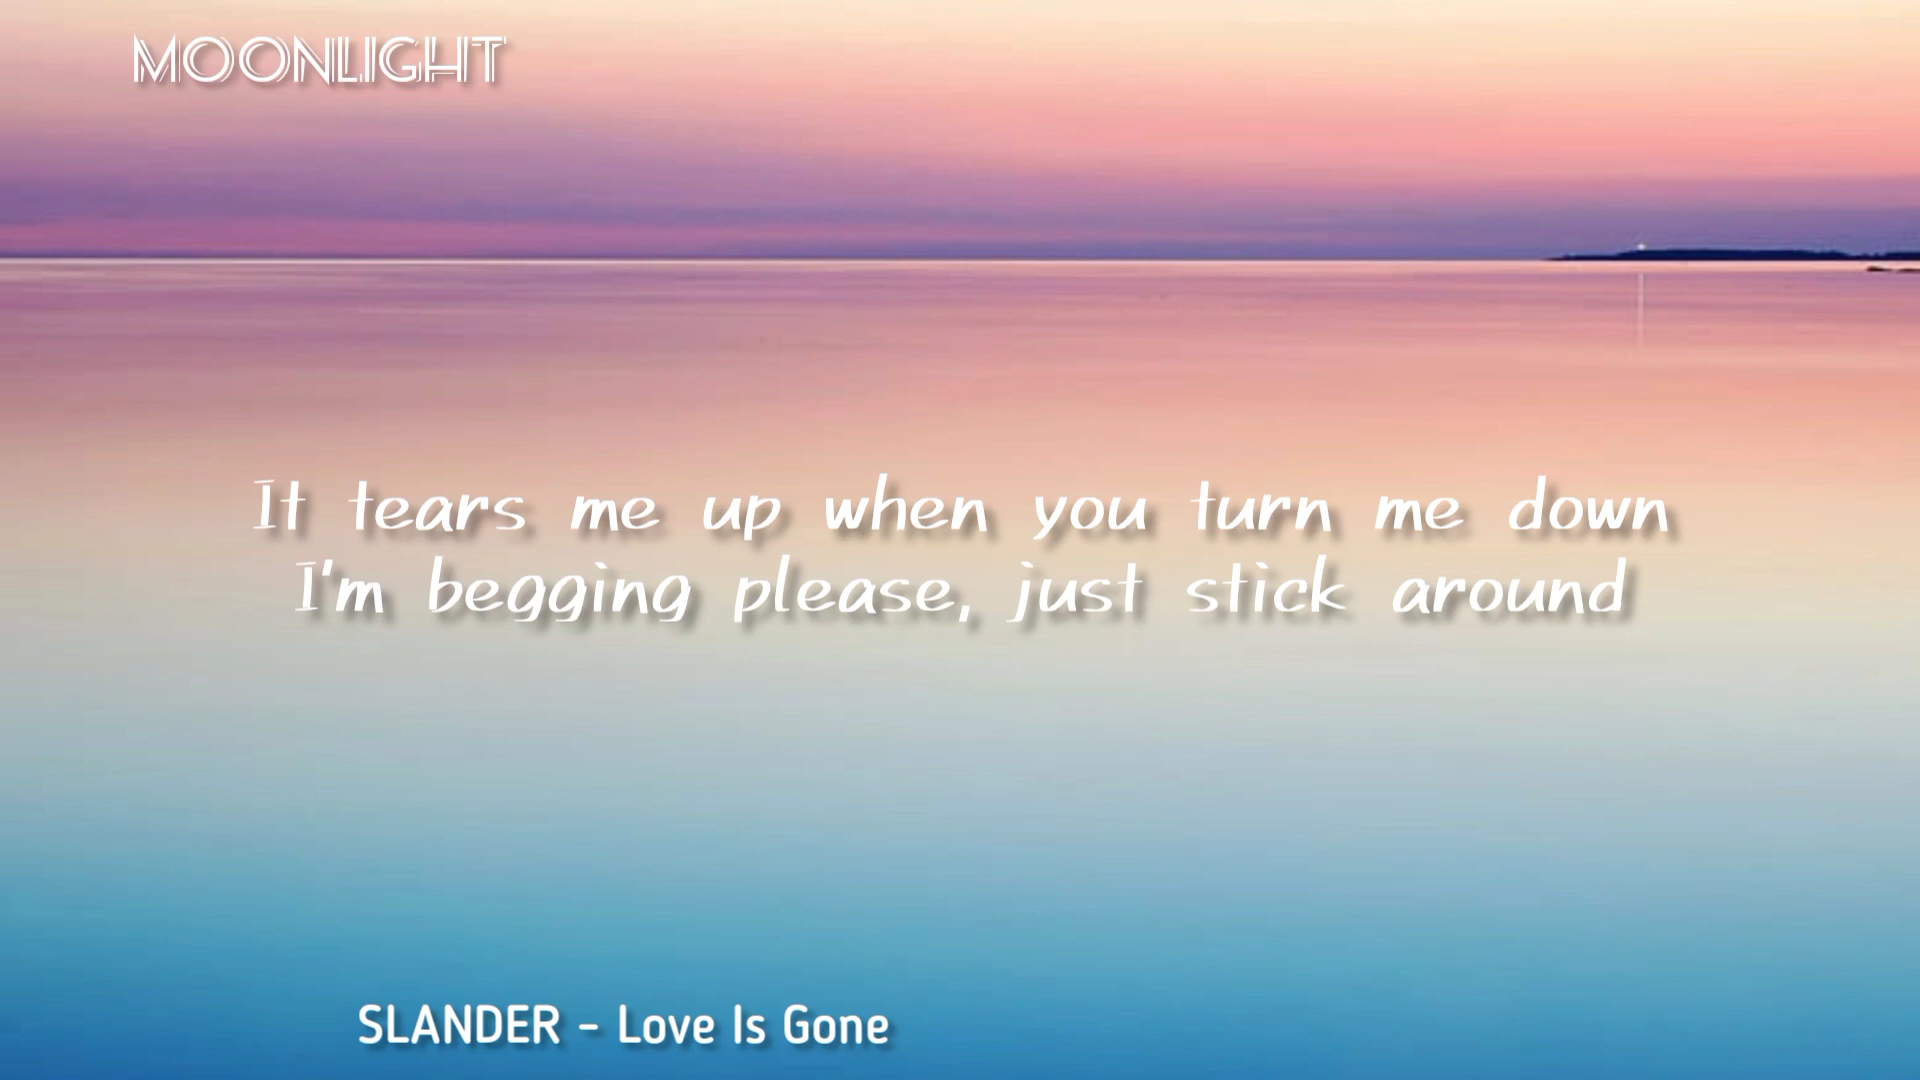 MOONLIGHT
It tears me up when you turn me down
I'm begging please, just stick around
SLANDER - Love Is Gone